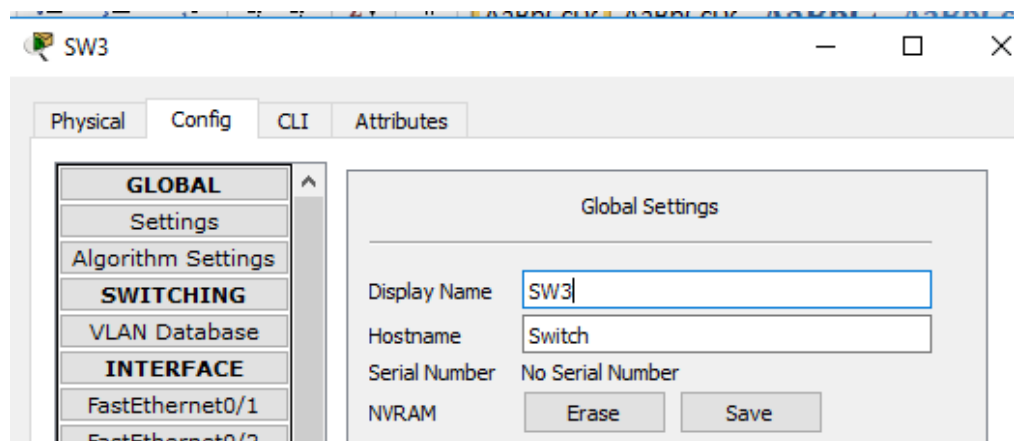 SW3
Physical Config CLI Attributes
GLOBAL
Settings
Algorithm Settings
SWITCHING
VLAN Database
INTERFACE
FastEthernet0/1
Global Settings
Display Name SW3
Hostname Switch
Serial Number No Serial Number
NVRAM Erase Save